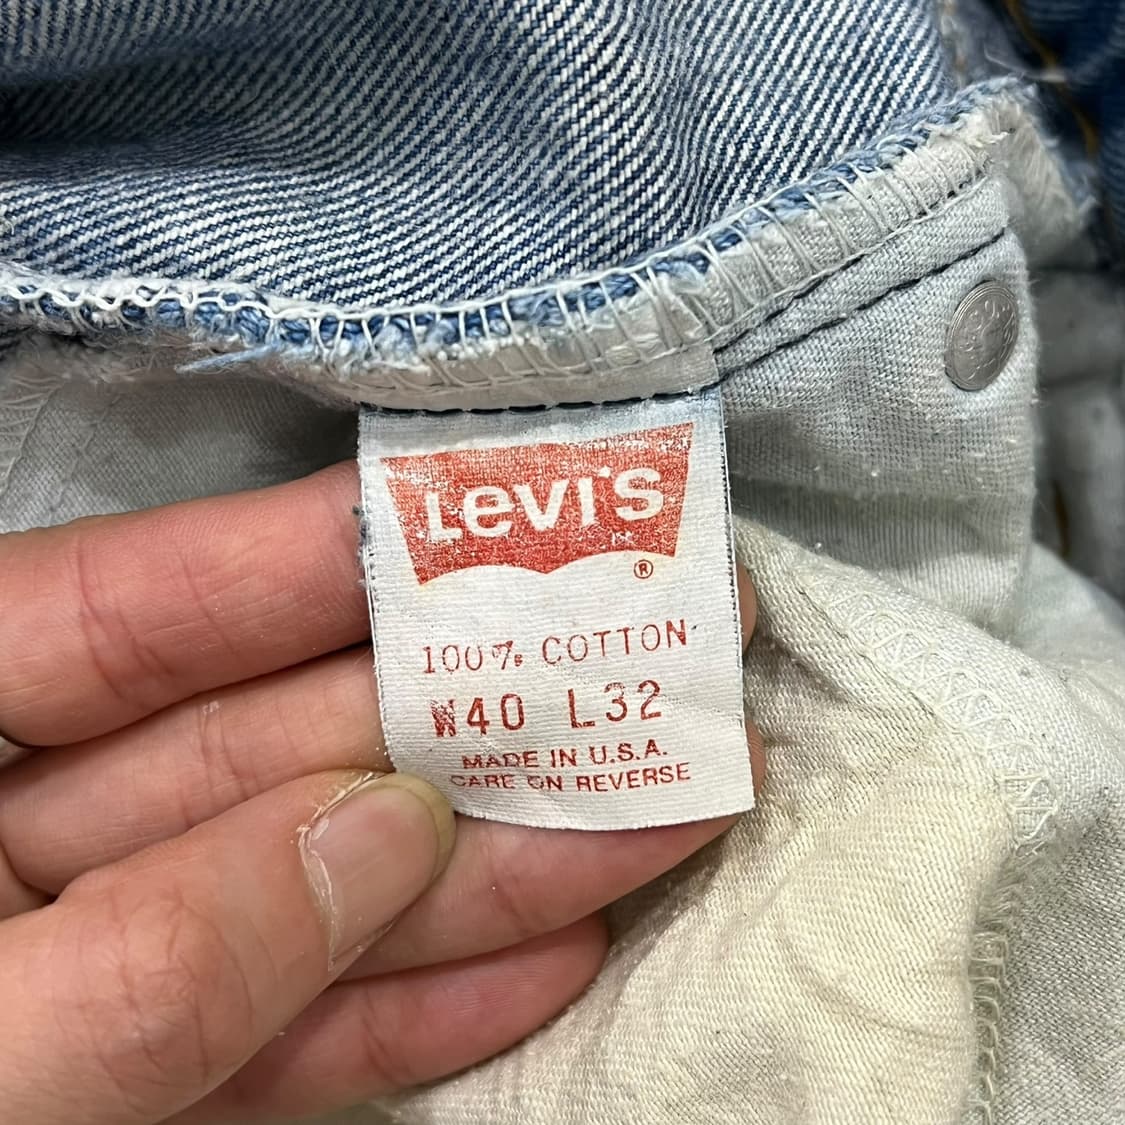 Levi's
®
100% COTTON
W40 L32
MADE IN U.S.A.
CARE ON REVERSE